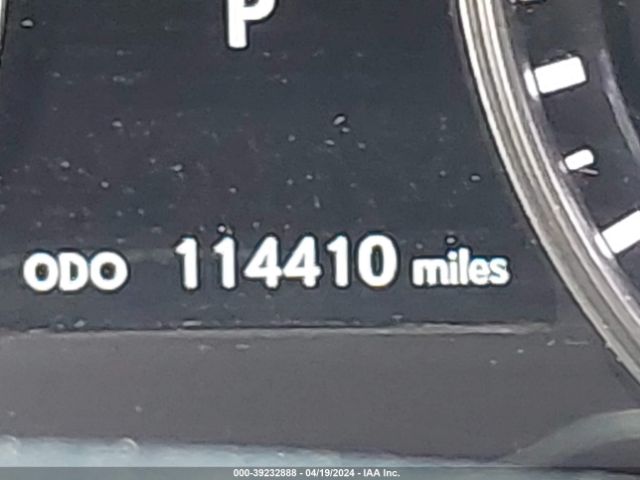 P
ODO 114410 miles
000-39232888 - 04/19/2024 - IAA Inc.